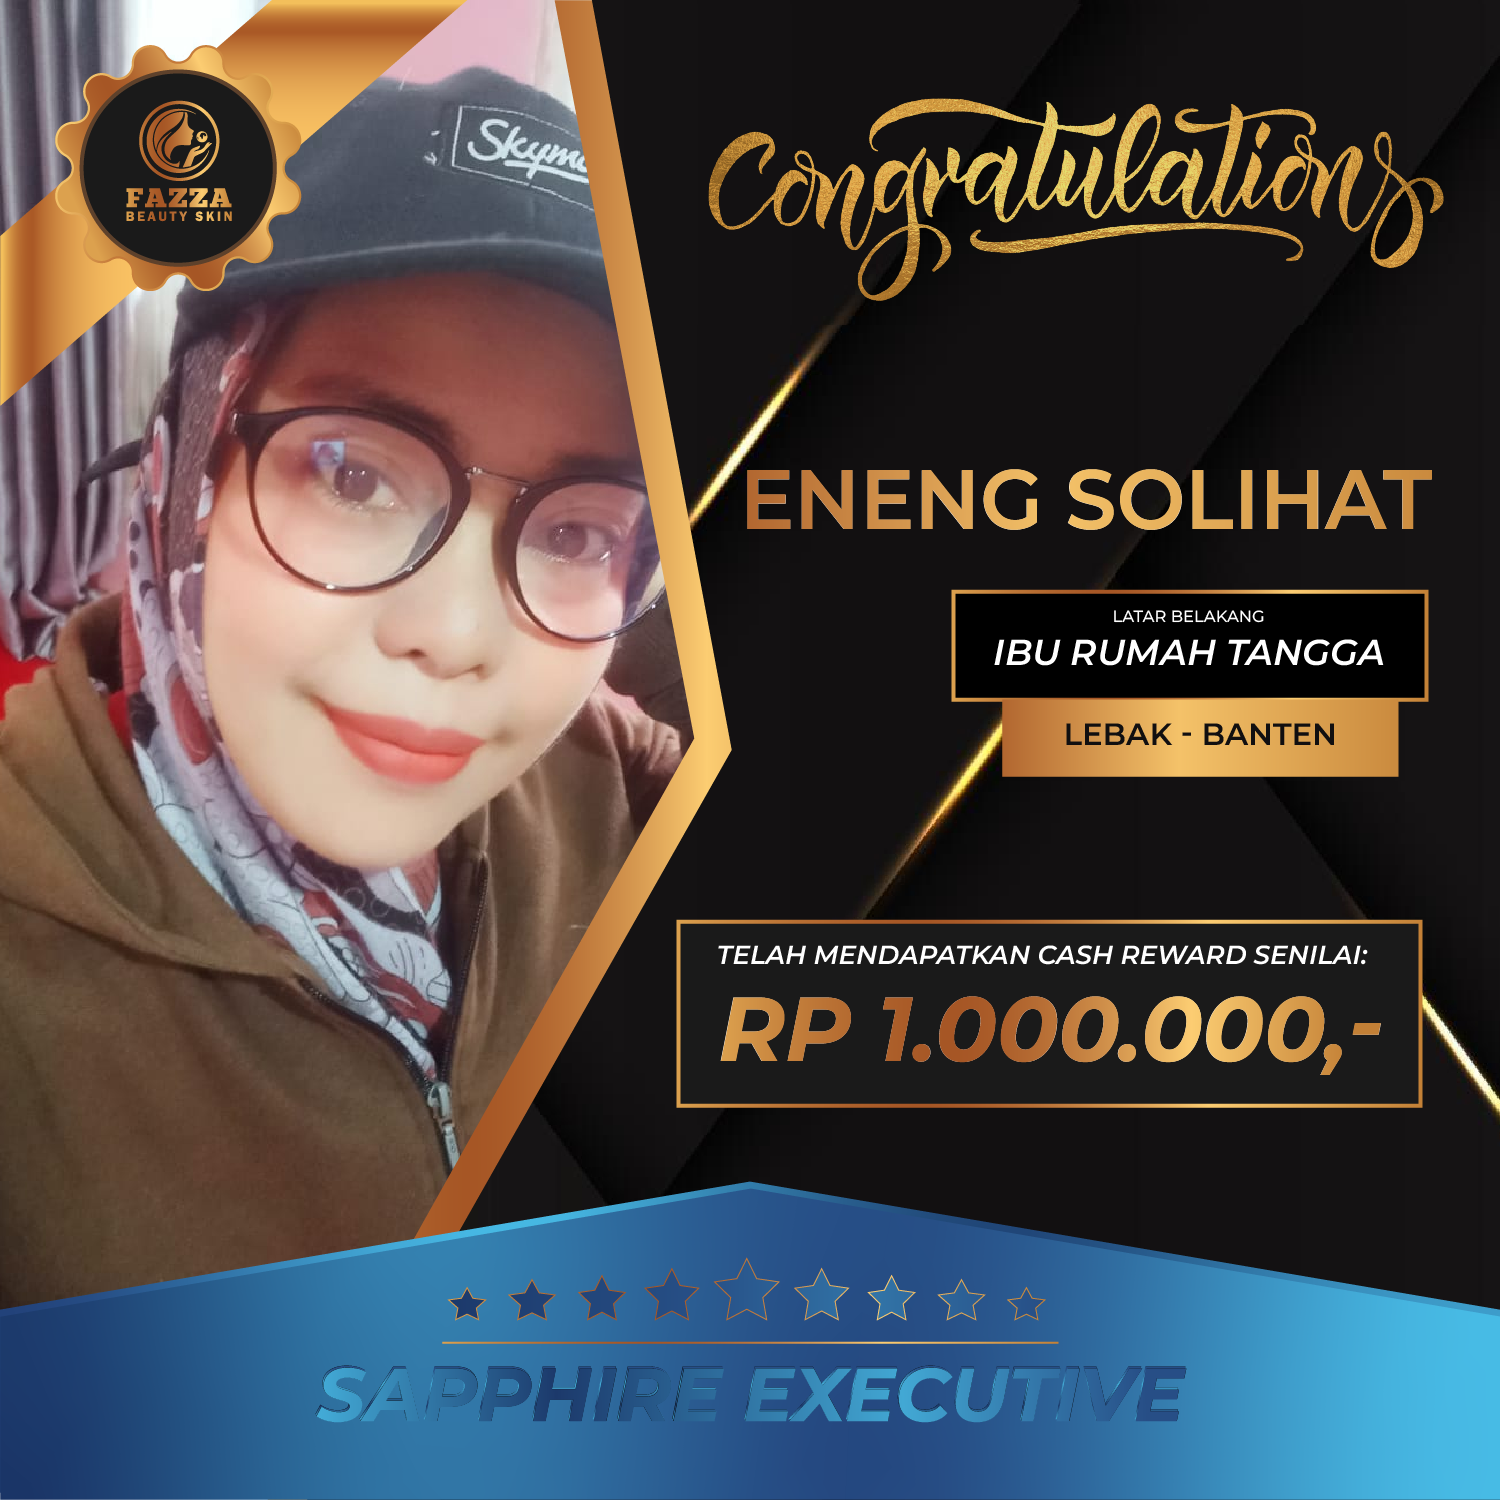 FAZZA
BEAUTY SKIN
Congratulations
ENENG SOLIHAT
LATAR BELAKANG
IBU RUMAH TANGGA
LEBAK - BANTEN
TELAH MENDAPATKAN CASH REWARD SENILAI:
RP 1.000.000,-
SAPPHIRE EXECUTIVE